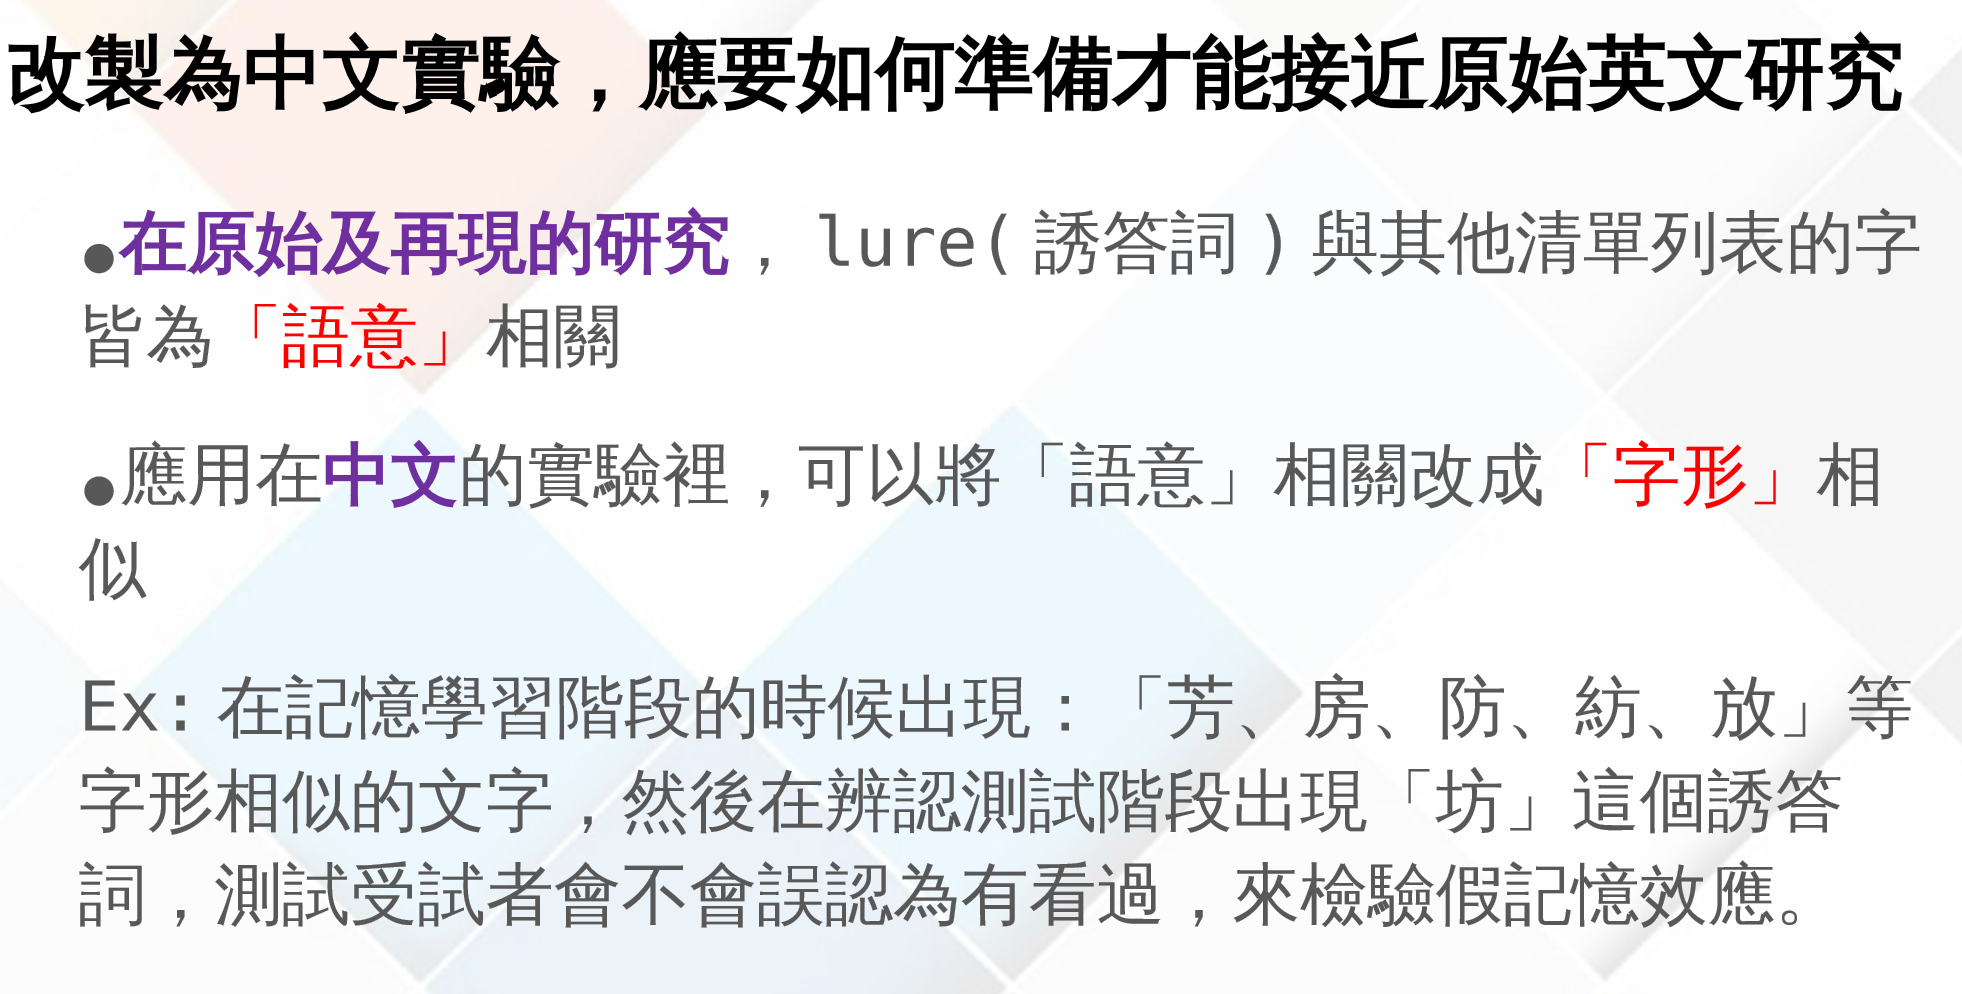 改製為中文實驗，應要如何準備才能接近原始英文研究
●在原始及再現的研究，lure(誘答詞)與其他清單列表的字
皆為「語意」相關
●應用在中文的實驗裡，可以將「語意」相關改成「字形」相
似
Ex:在記憶學習階段的時候出現：「芳、房、防、紡、放」等
字形相似的文字，然後在辨認測試階段出現「坊」這個誘答
詞，測試受試者會不會誤認為有看過，來檢驗假記憶效應。